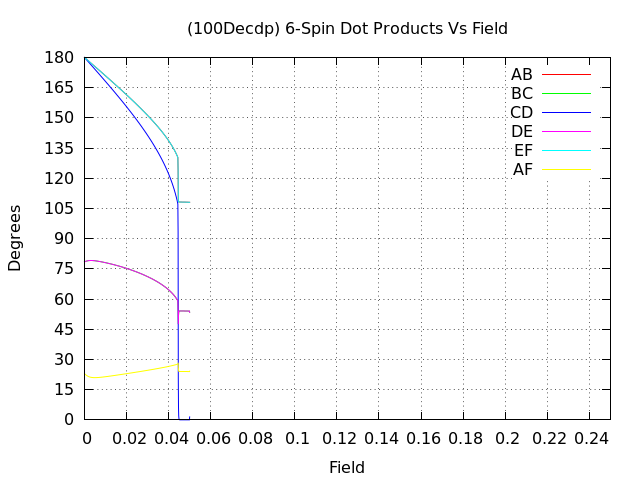 (100Decdp) 6-Spin Dot Products Vs Field
180
165
150
135
120
105
90
75
60
45
30
15
0
Degrees
AB
BC
CD
DE
EF
AF
0 0.02 0.04 0.06 0.08 0.1 0.12 0.14 0.16 0.18 0.2 0.22 0.24
Field